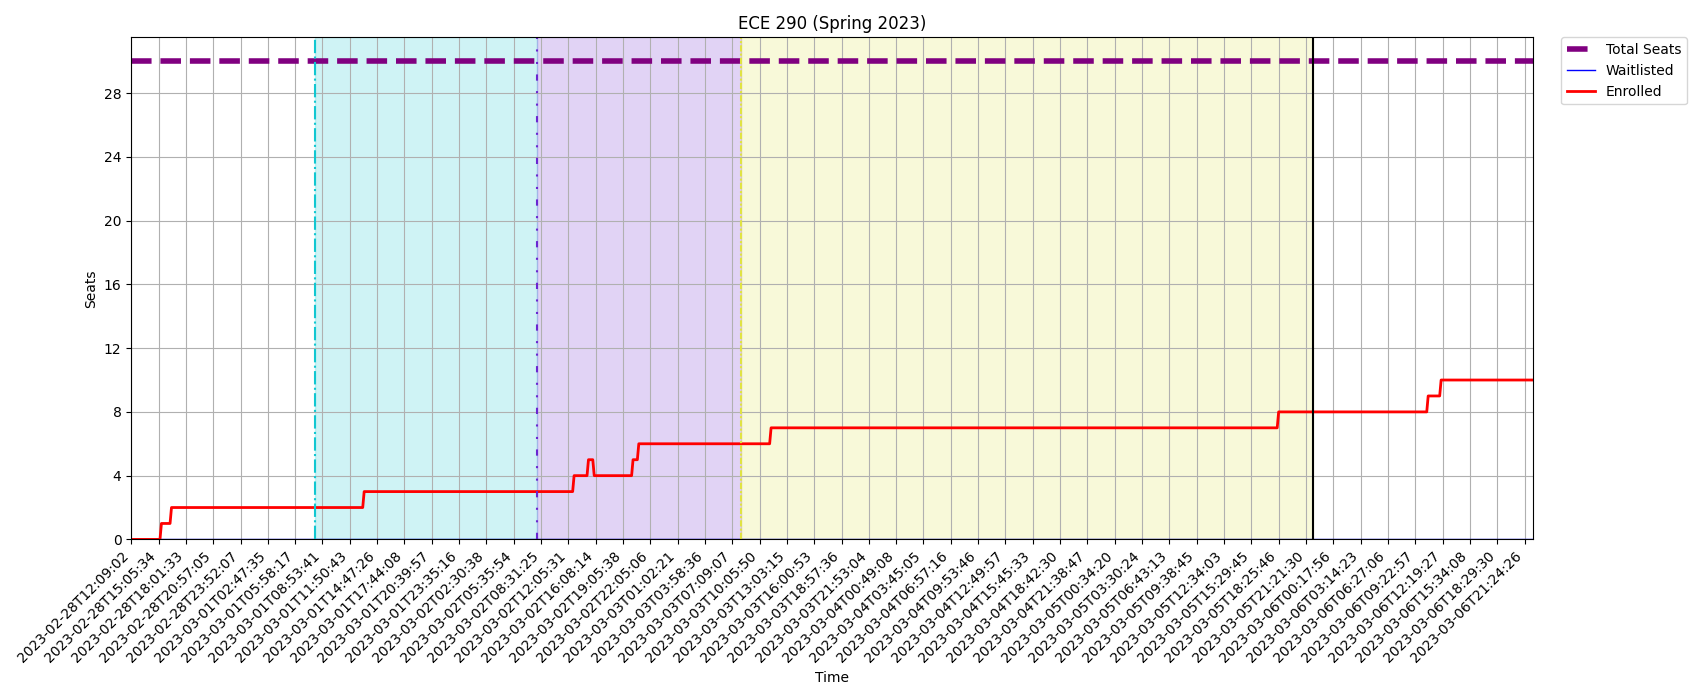 ECE 290 (Spring 2023)
Total Seats
Waitlisted
Enrolled
Seats
28
24
20
16
12
8
4
0
2023-02-28T12:09:02
2023-02-28T15:05:34
2023-02-28T18:01:33
2023-02-28T20:57:05
2023-02-28T23:52:07
2023-03-01T02:47:35
2023-03-01T05:58:17
2023-03-01T08:53:41
2023-03-01T11:50:43
2023-03-01T14:47:26
2023-03-01T17:44:08
2023-03-01T20:39:57
2023-03-01T23:35:16
2023-03-02T02:30:38
2023-03-02T05:35:54
2023-03-02T08:31:25
2023-03-02T12:05:31
2023-03-02T16:08:14
2023-03-02T19:05:38
2023-03-02T22:05:06
2023-03-03T01:02:21
2023-03-03T03:58:36
2023-03-03T07:09:07
2023-03-03T10:05:50
2023-03-03T13:03:15
2023-03-03T16:00:53
2023-03-03T18:57:36
2023-03-03T21:53:04
2023-03-04T00:49:08
2023-03-04T03:45:05
2023-03-04T06:57:16
2023-03-04T09:53:46
2023-03-04T12:49:57
2023-03-04T15:45:33
2023-03-04T18:42:30
2023-03-04T21:38:47
2023-03-05T00:34:20
2023-03-05T03:30:24
2023-03-05T06:43:13
2023-03-05T09:38:45
2023-03-05T12:34:03
2023-03-05T15:29:45
2023-03-05T18:25:46
2023-03-05T21:21:30
2023-03-06T00:17:56
2023-03-06T03:14:23
2023-03-06T06:27:06
2023-03-06T09:22:57
2023-03-06T12:19:27
2023-03-06T15:34:08
2023-03-06T18:29:30
2023-03-06T21:24:26
Time